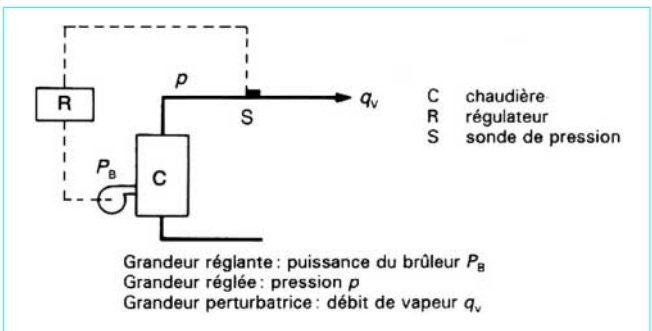 p
q_v
R
S
P_B
C
C chaudière
R régulateur
S sonde de pression
Grandeur réglante : puissance du brûleur P_B
Grandeur réglée : pression p
Grandeur perturbatrice : débit de vapeur q_v